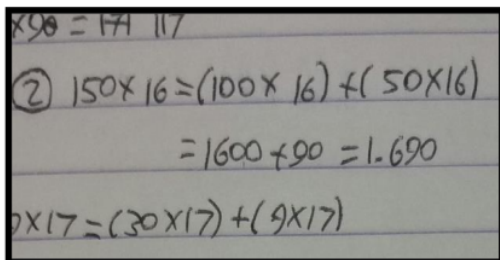 ×90 = 171 117
② 150 × 16 = (100 × 16) + (50 × 16)
= 1600 + 90 = 1.690
×17 = (30 × 17) + (9 × 17)